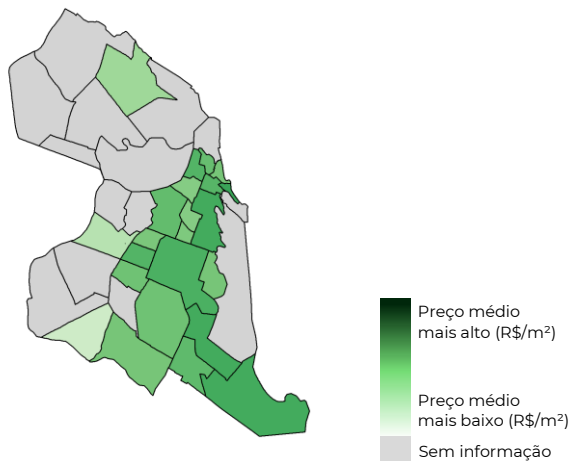 Preço médio
mais alto (R$/m²)
Preço médio
mais baixo (R$/m²)
Sem informação